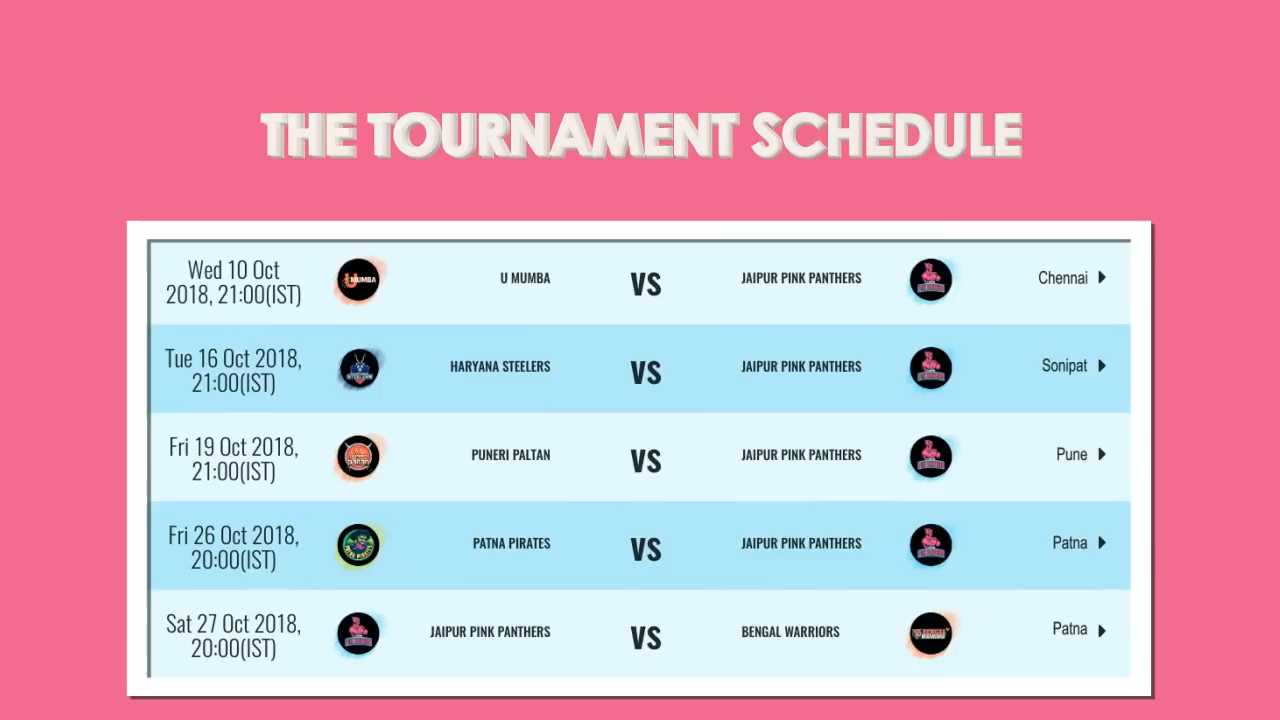 THE TOURNAMENT SCHEDULE
Wed 10 Oct
2018, 21:00(IST)
U MUMBA
U MUMBA
VS
JAIPUR PINK PANTHERS
Chennai
Tue 16 Oct 2018,
21:00(IST)
HARYANA STEELERS
VS
JAIPUR PINK PANTHERS
Sonipat
Fri 19 Oct 2018,
21:00(IST)
PUNERI PALTAN
VS
JAIPUR PINK PANTHERS
Pune
Fri 26 Oct 2018,
20:00(IST)
PATNA PIRATES
VS
JAIPUR PINK PANTHERS
Patna
Sat 27 Oct 2018,
20:00(IST)
JAIPUR PINK PANTHERS
VS
BENGAL WARRIORS
Patna